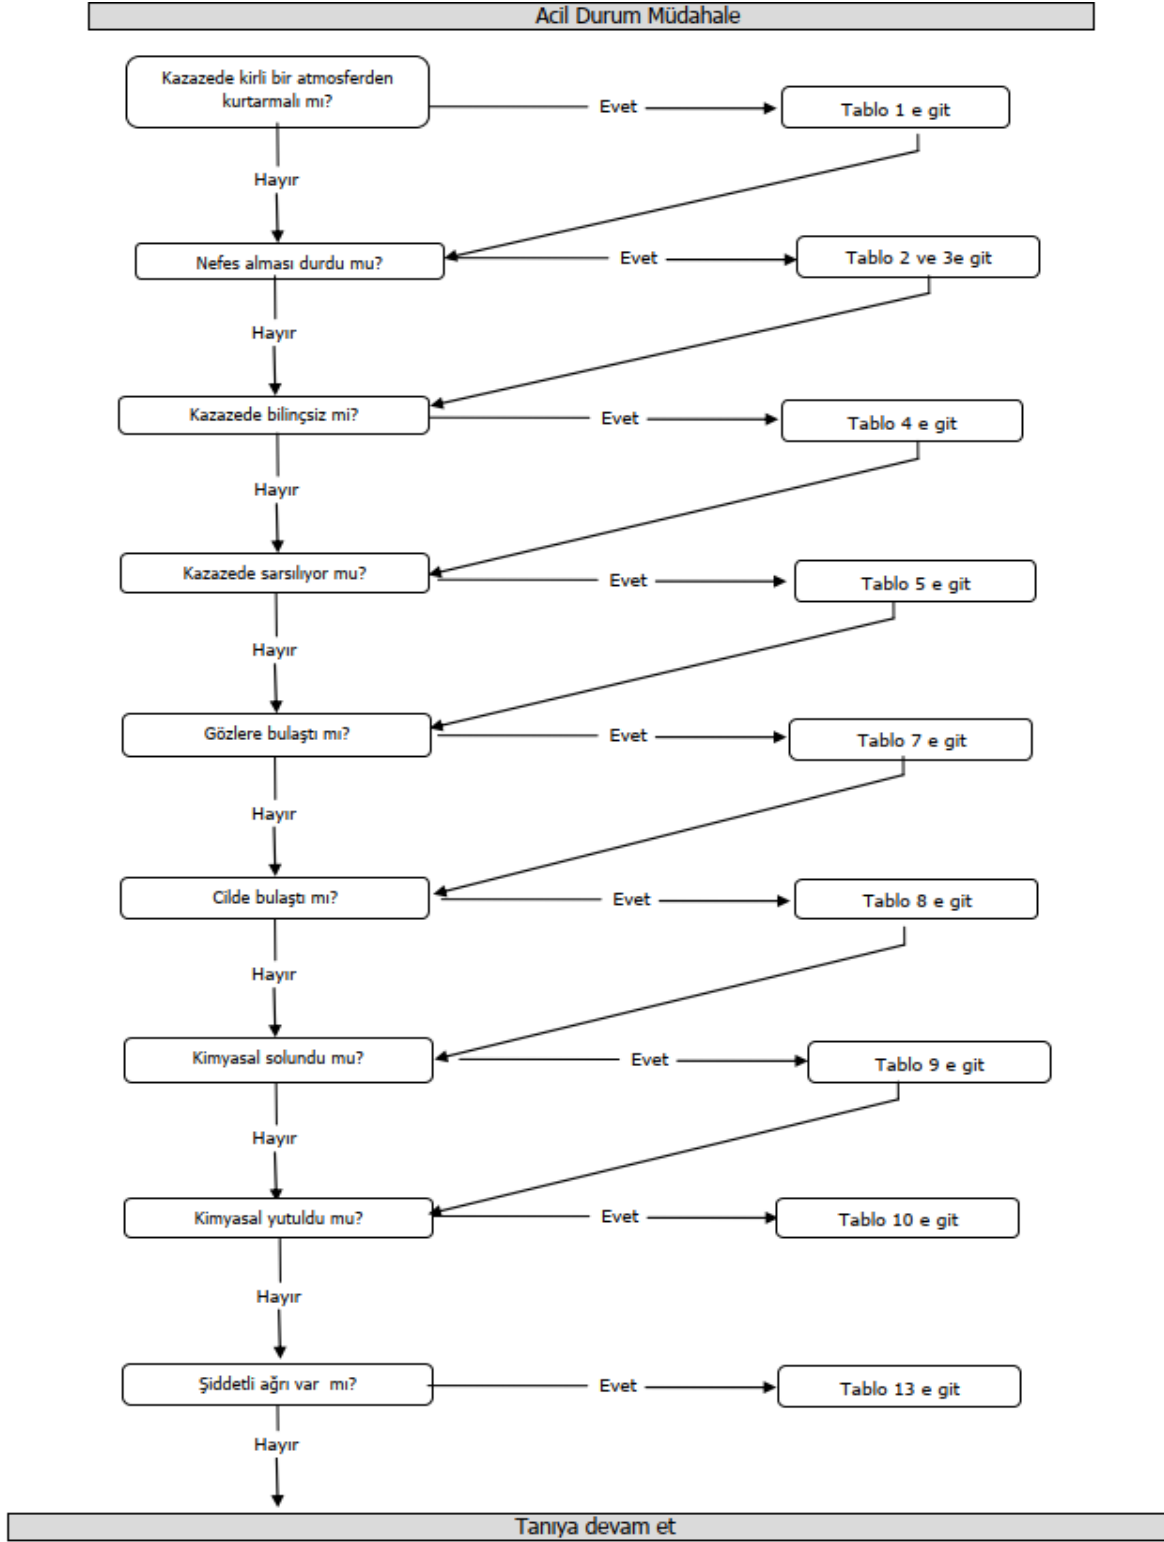 Acil Durum Müdahale
Kazazede kirli bir atmosferden
kurtarmalı mı?
Evet
Tablo 1 e git
Hayır
Nefes alması durdu mu?
Evet
Tablo 2 ve 3e git
Hayır
Kazazede bilinçsiz mi?
Evet
Tablo 4 e git
Hayır
Kazazede sarsılıyor mu?
Evet
Tablo 5 e git
Hayır
Gözlere bulaştı mı?
Evet
Tablo 7 e git
Hayır
Cilde bulaştı mı?
Evet
Tablo 8 e git
Hayır
Kimyasal solundu mu?
Evet
Tablo 9 e git
Hayır
Kimyasal yutuldu mu?
Evet
Tablo 10 e git
Hayır
Şiddetli ağrı var mı?
Evet
Tablo 13 e git
Hayır
Tanıya devam et